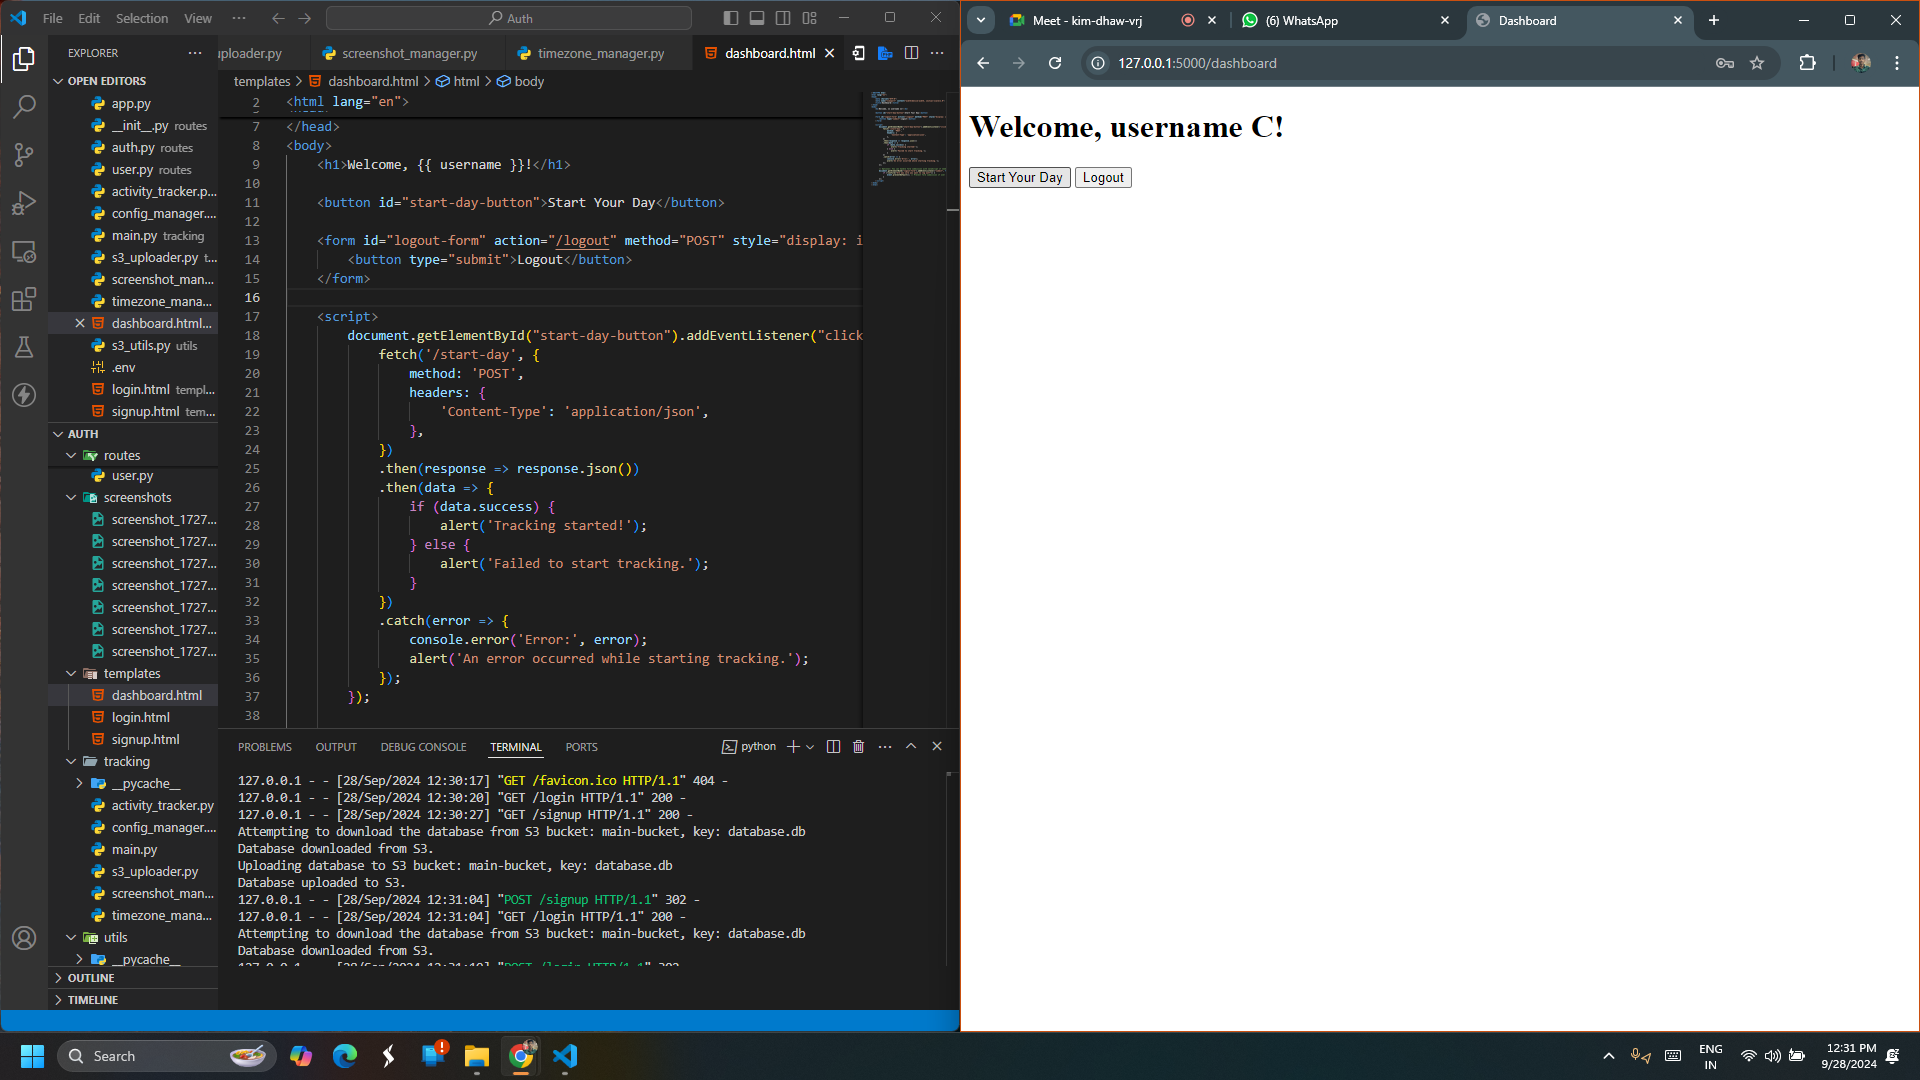 File Edit Selection View ··· Auth
EXPLORER ···
OPEN EDITORS
app.py
__init__.py routes
auth.py routes
user.py routes
activity_tracker.p...
config_manager....
main.py tracking
s3_uploader.py t...
screenshot_man...
timezone_mana...
dashboard.html...
s3_utils.py utils
.env
login.html templ...
signup.html tem...
AUTH
routes
user.py
screenshots
screenshot_1727...
screenshot_1727...
screenshot_1727...
screenshot_1727...
screenshot_1727...
screenshot_1727...
screenshot_1727...
templates
dashboard.html
login.html
signup.html
tracking
__pycache__
activity_tracker.py
config_manager....
main.py
s3_uploader.py
screenshot_man...
timezone_mana...
utils
__pycache__
OUTLINE
TIMELINE
uploader.py screenshot_manager.py timezone_manager.py dashboard.html
templates > dashboard.html > html > body
2 <html lang="en">
7 </head>
8 <body>
9 <h1>Welcome, {{ username }}!</h1>
10
11 <button id="start-day-button">Start Your Day</button>
12
13 <form id="logout-form" action="/logout" method="POST" style="display: i
14 <button type="submit">Logout</button>
15 </form>
16
17 <script>
18 document.getElementById("start-day-button").addEventListener("click
19 fetch('/start-day', {
20 method: 'POST',
21 headers: {
22 'Content-Type': 'application/json',
23 },
24 })
25 .then(response => response.json())
26 .then(data => {
27 if (data.success) {
28 alert('Tracking started!');
29 } else {
30 alert('Failed to start tracking.');
31 }
32 })
33 .catch(error => {
34 console.error('Error:', error);
35 alert('An error occurred while starting tracking.');
36 });
37 });
38
PROBLEMS OUTPUT DEBUG CONSOLE TERMINAL PORTS python
127.0.0.1 - - [28/Sep/2024 12:30:17] "GET /favicon.ico HTTP/1.1" 404 -
127.0.0.1 - - [28/Sep/2024 12:30:20] "GET /login HTTP/1.1" 200 -
127.0.0.1 - - [28/Sep/2024 12:30:27] "GET /signup HTTP/1.1" 200 -
Attempting to download the database from S3 bucket: main-bucket, key: database.db
Database downloaded from S3.
Uploading database to S3 bucket: main-bucket, key: database.db
Database uploaded to S3.
127.0.0.1 - - [28/Sep/2024 12:31:04] "POST /signup HTTP/1.1" 302 -
127.0.0.1 - - [28/Sep/2024 12:31:04] "GET /login HTTP/1.1" 200 -
Attempting to download the database from S3 bucket: main-bucket, key: database.db
Database downloaded from S3.
Meet - kim-dhaw-vrj (6) WhatsApp Dashboard
127.0.0.1:5000/dashboard
Welcome, username C!
Start Your Day Logout
Search
ENG
IN
12:31 PM
9/28/2024